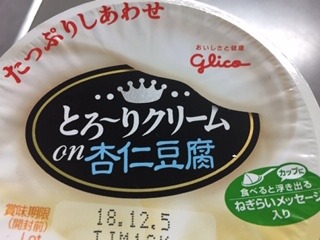 たっぷりしあわせ
おいしさと健康
glico
とろ～りクリーム
on杏仁豆腐
カップに
食べると浮き出る
ねぎらいメッセージ
入り
賞味期限
(開封前)
18.12.5
Lot